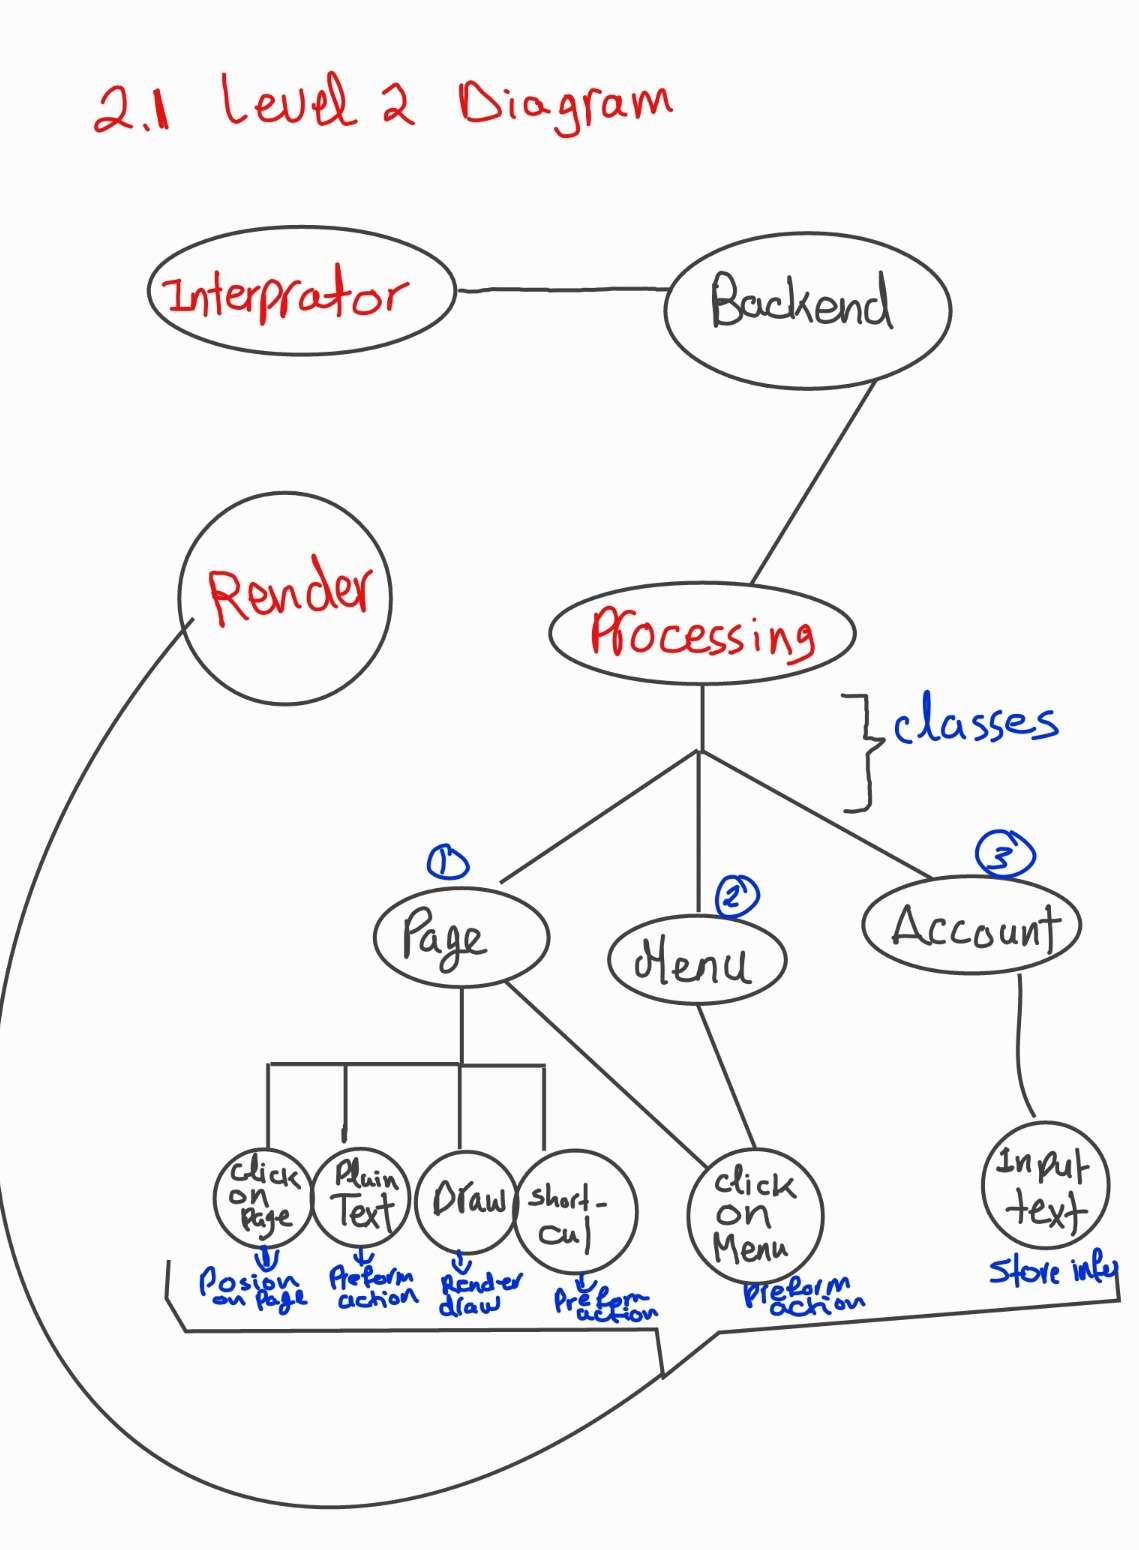 2.1 Level 2 Diagram
Interprator
Backend
Render
Processing
classes
1
2
3
Page
Menu
Account
Click
on
Page
Plain
Text
Draw
short-
cul
click
on
Menu
Input
text
Posion
on Page
Preform
action
Render
draw
Preform
action
Preform
action
Store info